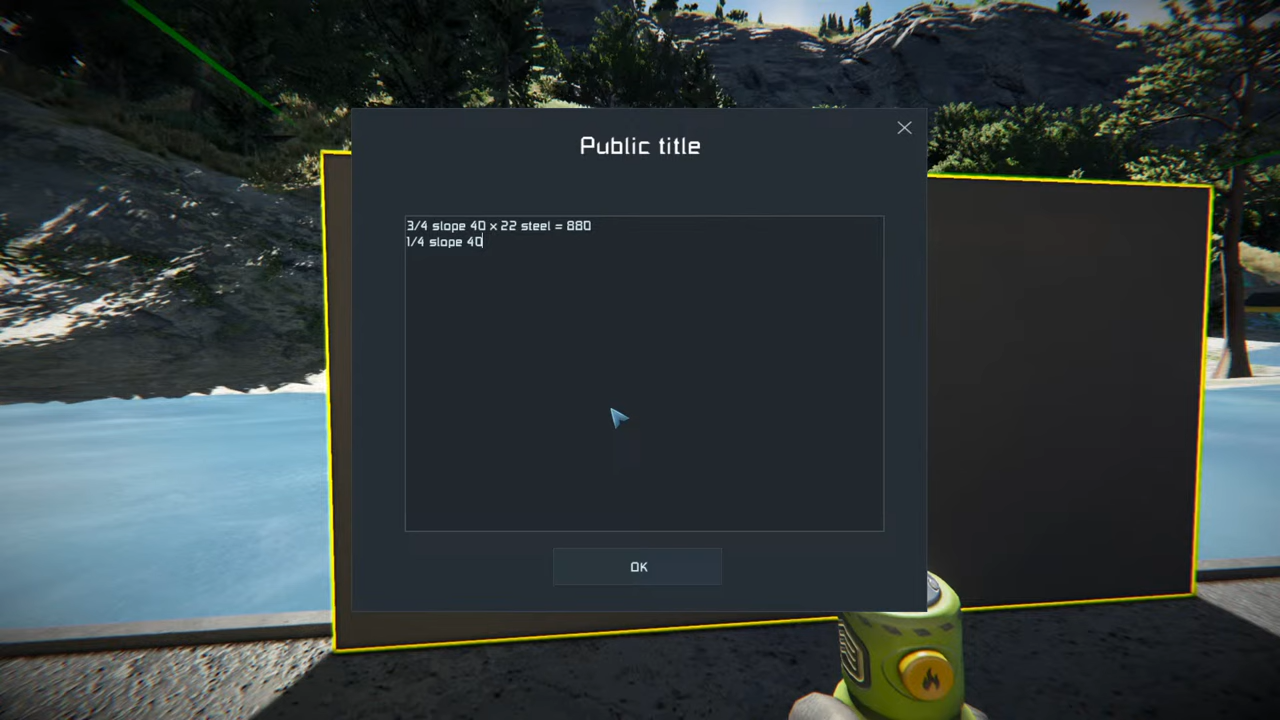 Public title
3/4 slope 40 x 22 steel = 880
1/4 slope 40
OK